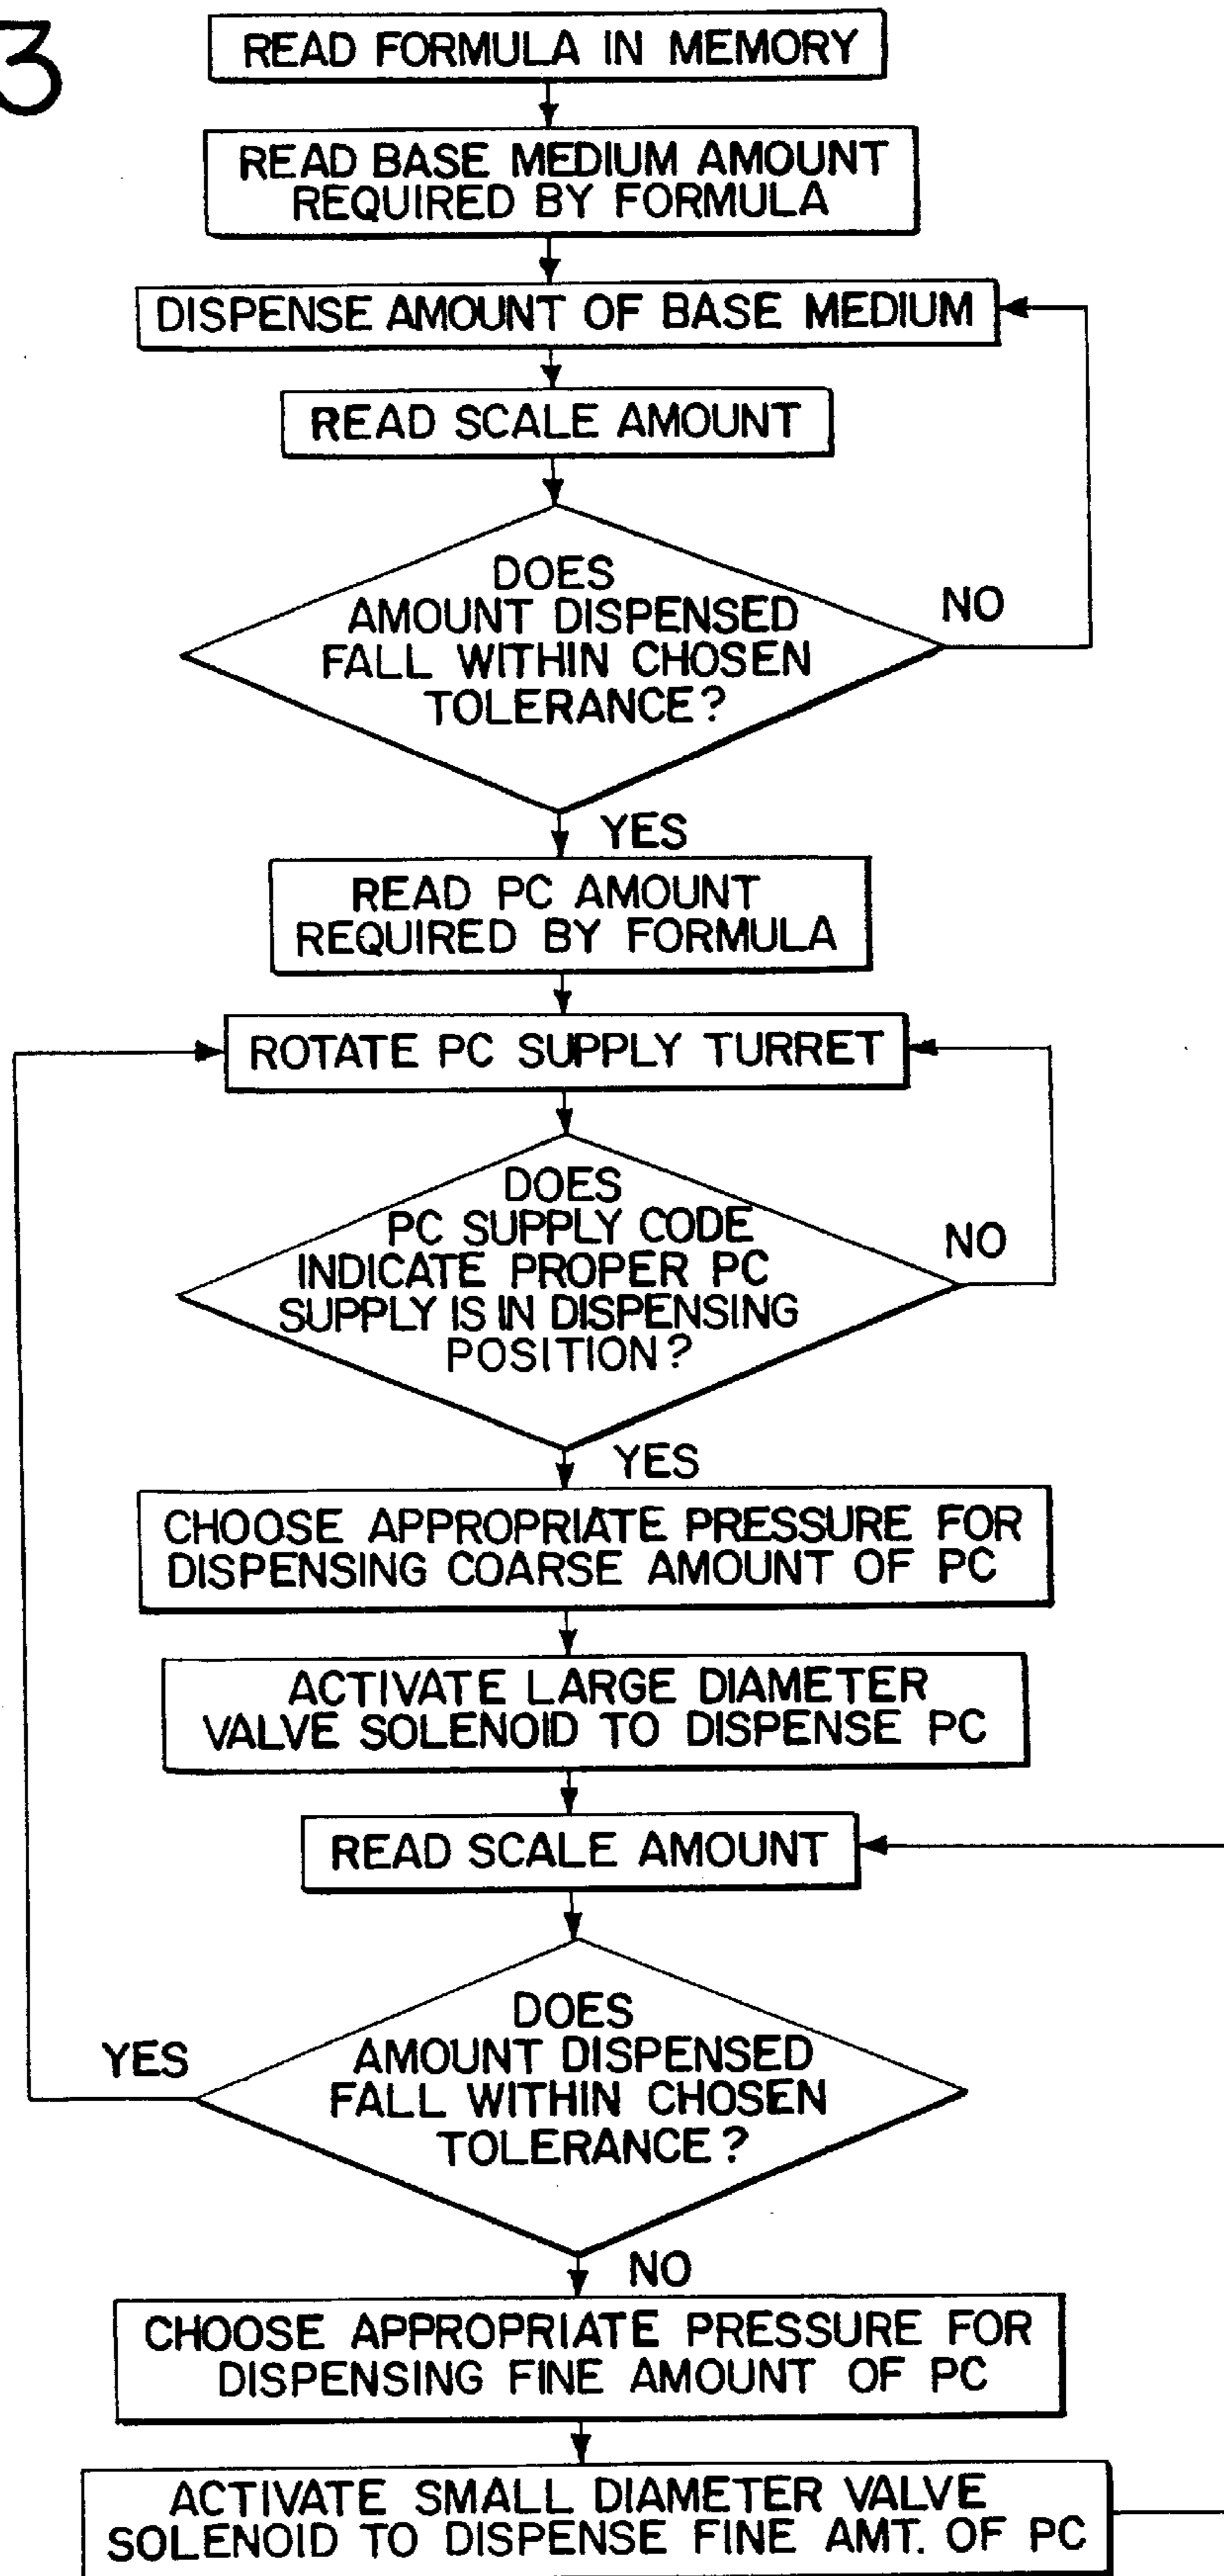 3
READ FORMULA IN MEMORY
READ BASE MEDIUM AMOUNT
REQUIRED BY FORMULA
DISPENSE AMOUNT OF BASE MEDIUM
READ SCALE AMOUNT
DOES
AMOUNT DISPENSED
FALL WITHIN CHOSEN
TOLERANCE?
NO
YES
READ PC AMOUNT
REQUIRED BY FORMULA
ROTATE PC SUPPLY TURRET
DOES
PC SUPPLY CODE
INDICATE PROPER PC
SUPPLY IS IN DISPENSING
POSITION?
NO
YES
CHOOSE APPROPRIATE PRESSURE FOR
DISPENSING COARSE AMOUNT OF PC
ACTIVATE LARGE DIAMETER
VALVE SOLENOID TO DISPENSE PC
READ SCALE AMOUNT
DOES
AMOUNT DISPENSED
FALL WITHIN CHOSEN
TOLERANCE?
YES
NO
CHOOSE APPROPRIATE PRESSURE FOR
DISPENSING FINE AMOUNT OF PC
ACTIVATE SMALL DIAMETER VALVE
SOLENOID TO DISPENSE FINE AMT. OF PC